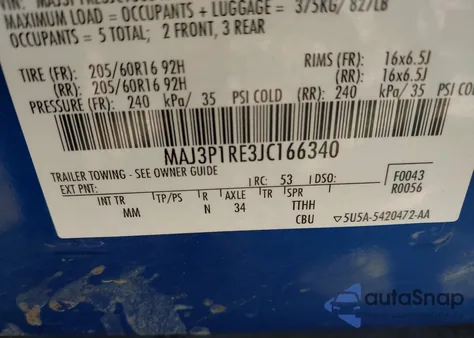 MAXIMUM LOAD = OCCUPANTS + LUGGAGE = 375KG/ 827LB
OCCUPANTS = 5 TOTAL; 2 FRONT, 3 REAR
TIRE (FR): 205/60R16 92H RIMS (FR): 16x6.5J
(RR): 205/60R16 92H (RR): 16x6.5J
PRESSURE (FR): 240 kPa/ 35 PSI COLD (RR): 240 kPa/ 35 PSI COLD
MAJ3P1RE3JC166340
TRAILER TOWING - SEE OWNER GUIDE
EXT PNT: RC: 53 DSO: F0043
R0056
INT TR TP/PS R AXLE TR SPR
MM N 34 TTHH
CBU ▽5U5A-5420472-AA
autoSnap